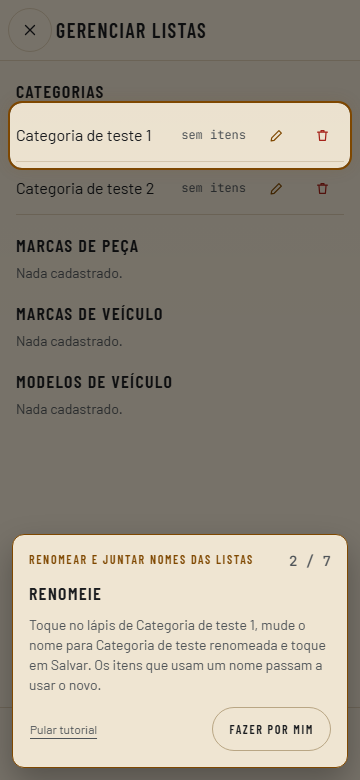 GERENCIAR LISTAS
CATEGORIAS
Categoria de teste 1 sem itens
Categoria de teste 2 sem itens
MARCAS DE PEÇA
Nada cadastrado.
MARCAS DE VEÍCULO
Nada cadastrado.
MODELOS DE VEÍCULO
Nada cadastrado.
RENOMEAR E JUNTAR NOMES DAS LISTAS 2 / 7
RENOMEIE
Toque no lápis de Categoria de teste 1, mude o
nome para Categoria de teste renomeada e toque
em Salvar. Os itens que usam um nome passam a
usar o novo.
Pular tutorial FAZER POR MIM